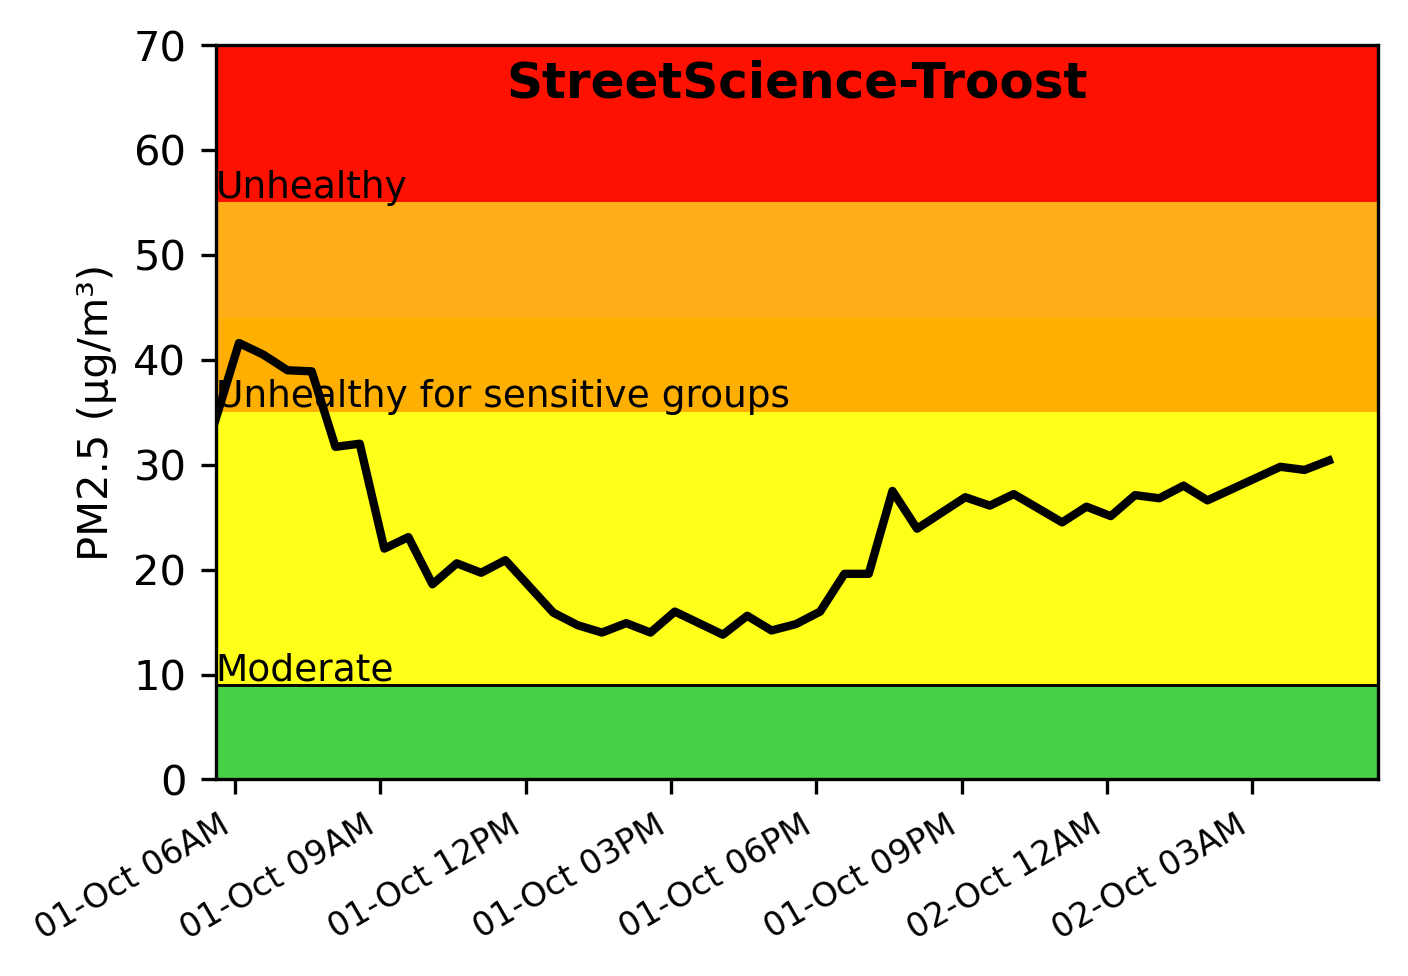 StreetScience-Troost
PM2.5 (µg/m³)
70
60
50
40
30
20
10
0
Unhealthy
Unhealthy for sensitive groups
Moderate
01-Oct 06AM
01-Oct 09AM
01-Oct 12PM
01-Oct 03PM
01-Oct 06PM
01-Oct 09PM
02-Oct 12AM
02-Oct 03AM